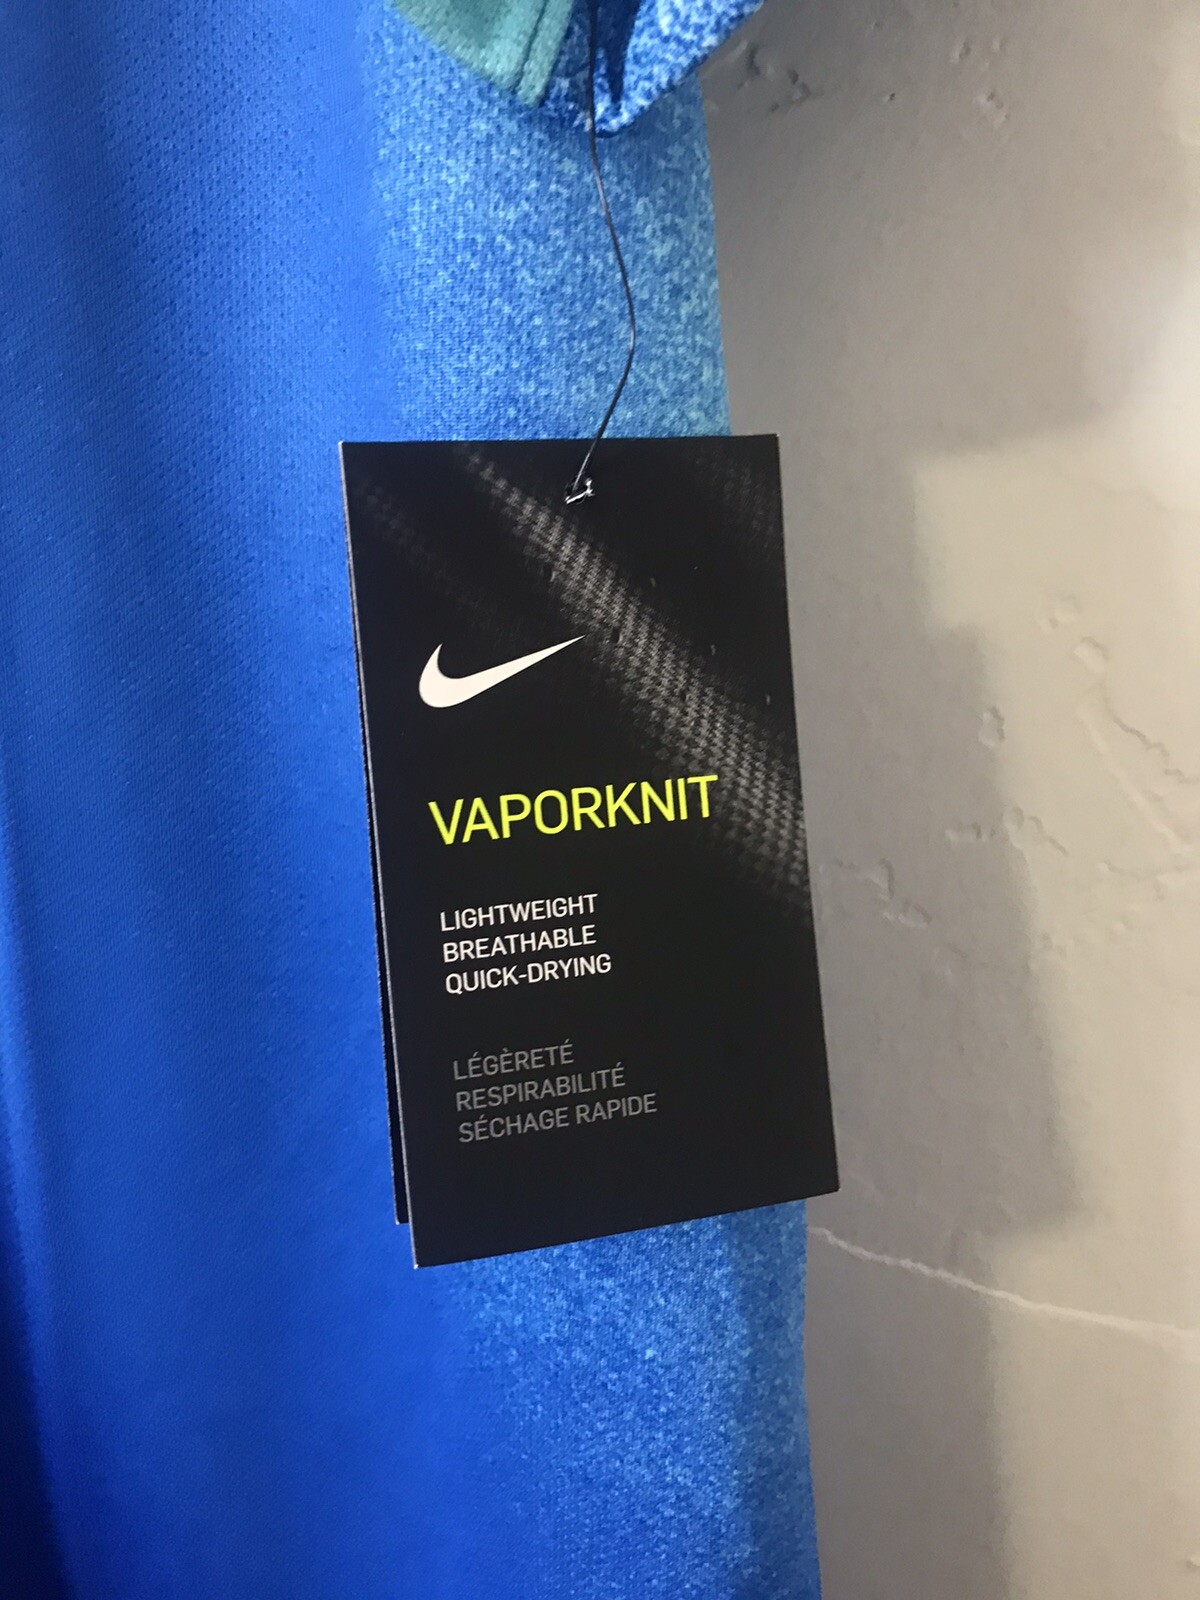 VAPORKNIT
LIGHTWEIGHT
BREATHABLE
QUICK-DRYING
LÉGÈRETÉ
RESPIRABILITÉ
SÉCHAGE RAPIDE